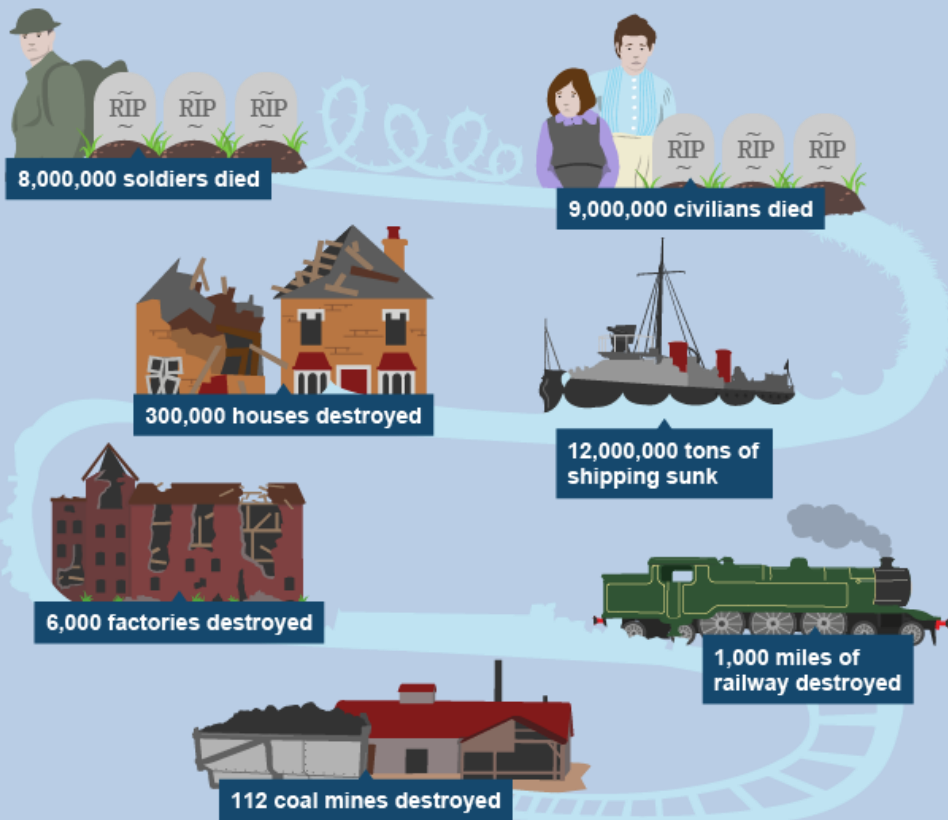 RIP RIP RIP
8,000,000 soldiers died
RIP RIP RIP
9,000,000 civilians died
300,000 houses destroyed
12,000,000 tons of
shipping sunk
6,000 factories destroyed
1,000 miles of
railway destroyed
112 coal mines destroyed